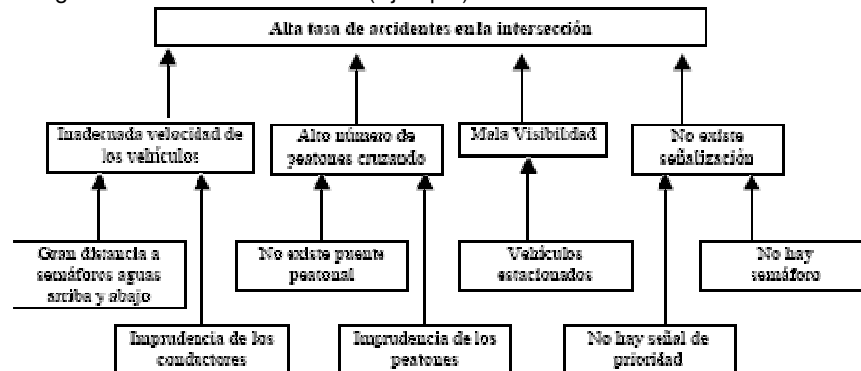 Alta tasa de accidentes en la intersección
Inadecuada velocidad de
los vehículos
Alto número de
peatones cruzando
Mala Visibilidad
No existe
señalización
Gran distancia a
semáforos aguas
arriba y abajo
No existe puente
peatonal
Vehículos
estacionados
No hay
semáforo
Imprudencia de los
conductores
Imprudencia de los
peatones
No hay señal de
prioridad